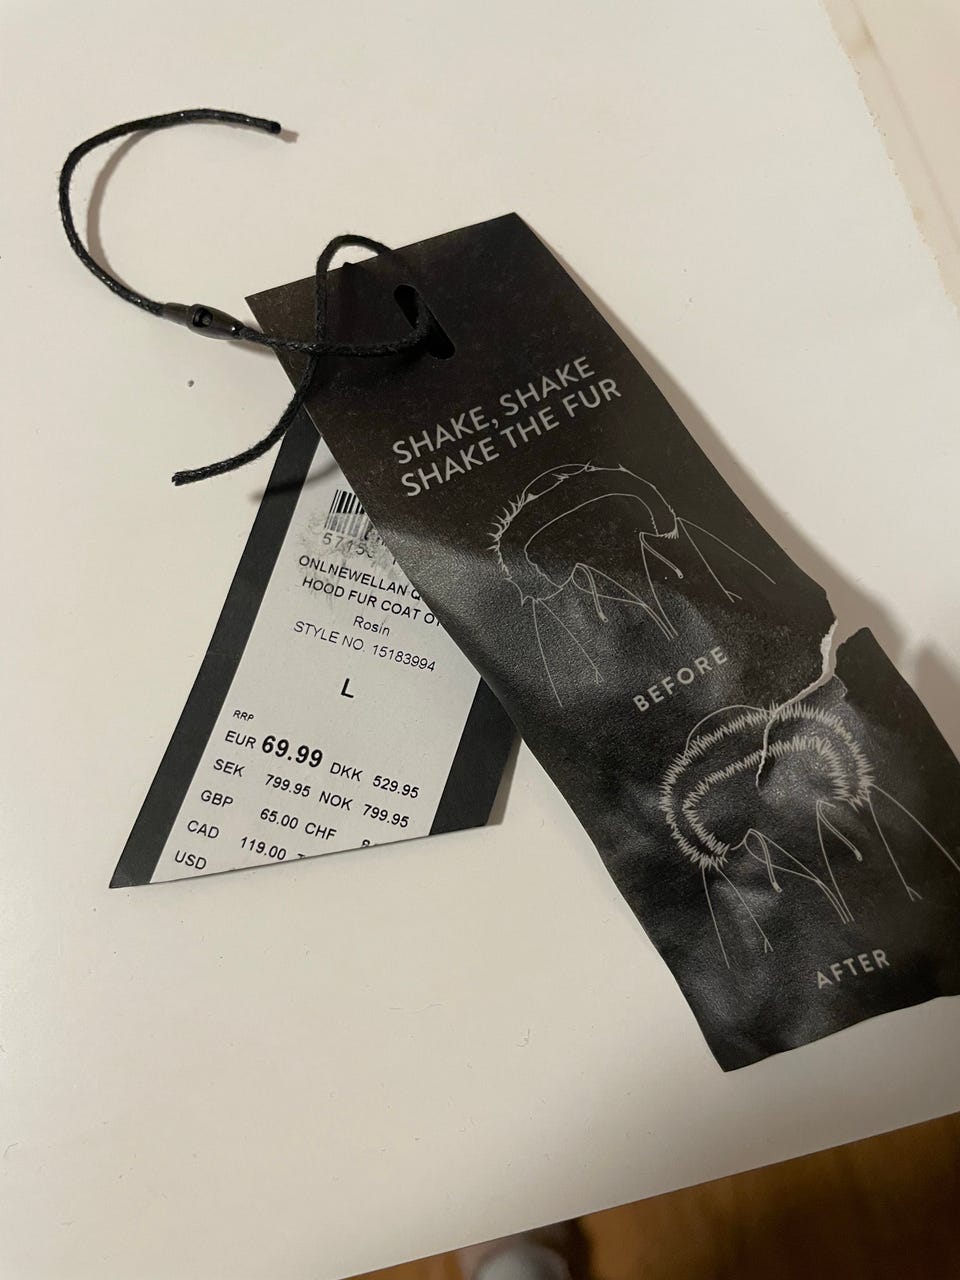 SHAKE, SHAKE
SHAKE THE FUR
BEFORE
AFTER
ONLNEWELLAN
HOOD FUR COAT
Rosin
STYLE NO. 15183994
L
RRP
EUR 69.99 DKK 529.95
SEK 799.95 NOK 799.95
GBP 65.00 CHF
CAD 119.00
USD